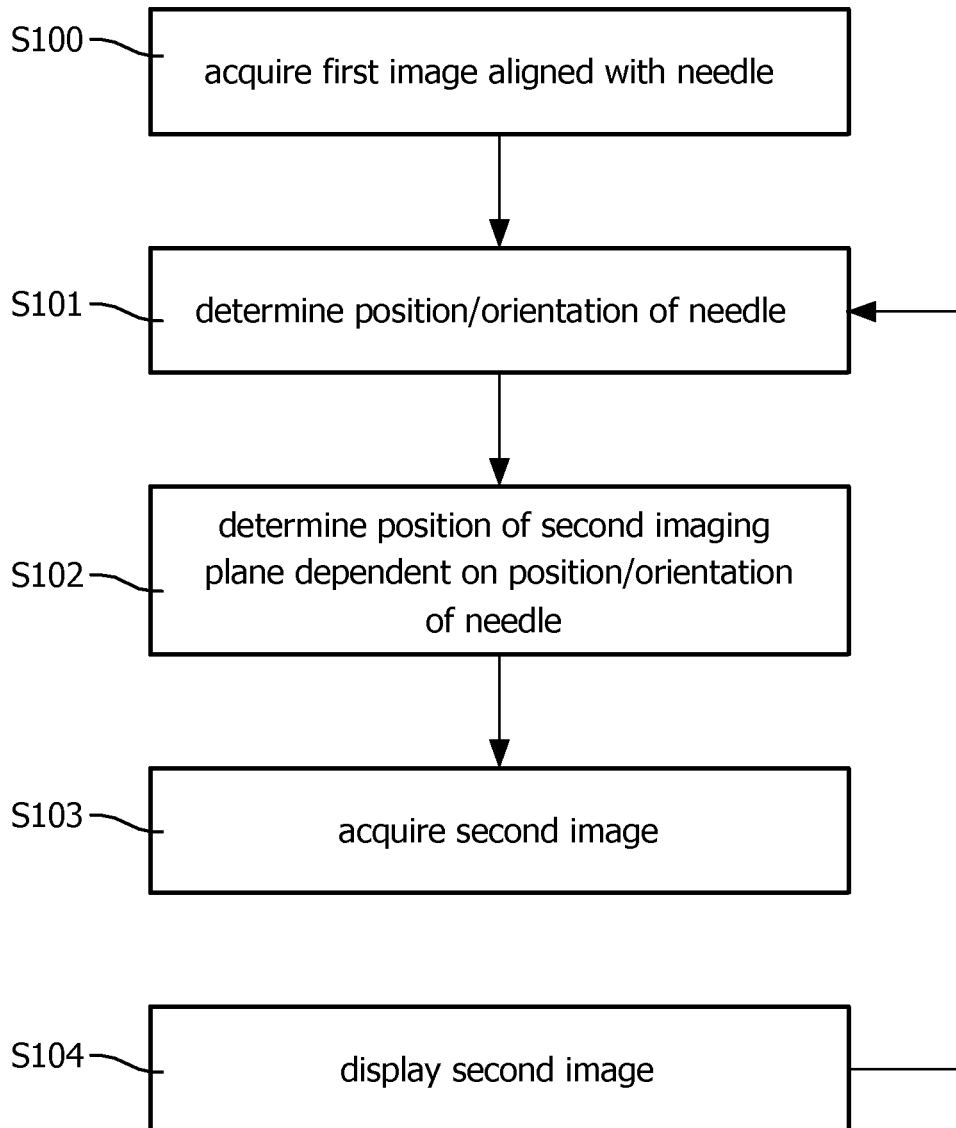 S100
acquire first image aligned with needle
S101
determine position/orientation of needle
S102
determine position of second imaging
plane dependent on position/orientation
of needle
S103
acquire second image
S104
display second image